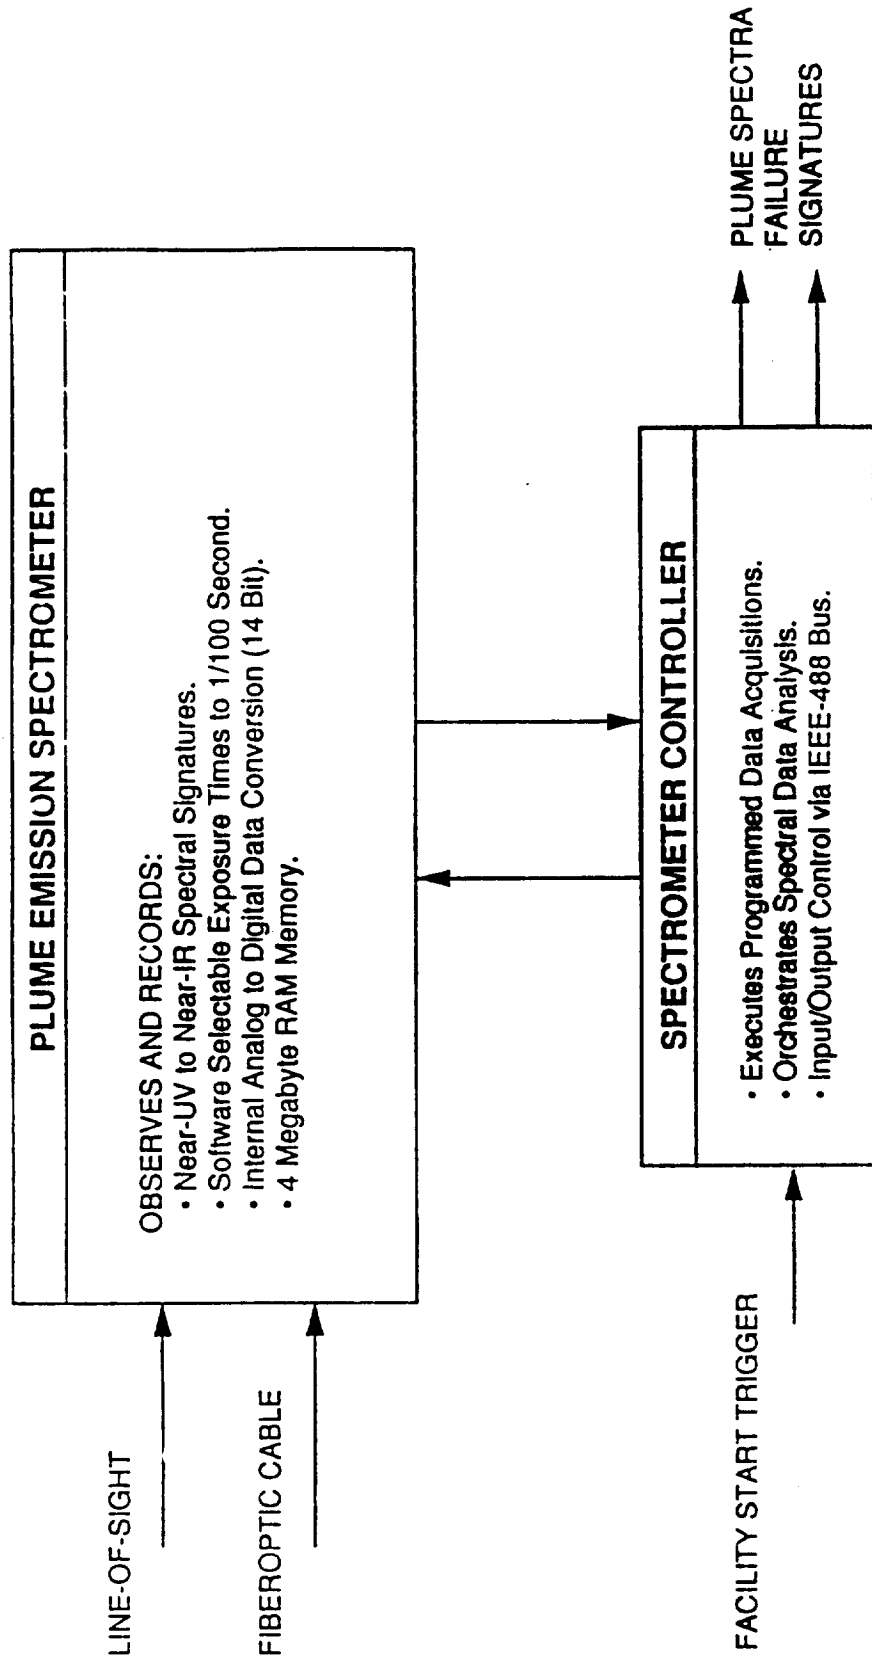 PLUME EMISSION SPECTROMETER
LINE-OF-SIGHT
FIBEROPTIC CABLE
OBSERVES AND RECORDS:
• Near-UV to Near-IR Spectral Signatures.
• Software Selectable Exposure Times to 1/100 Second.
• Internal Analog to Digital Data Conversion (14 Bit).
• 4 Megabyte RAM Memory.
SPECTROMETER CONTROLLER
FACILITY START TRIGGER
• Executes Programmed Data Acquisitions.
• Orchestrates Spectral Data Analysis.
• Input/Output Control via IEEE-488 Bus.
PLUME SPECTRA
FAILURE
SIGNATURES